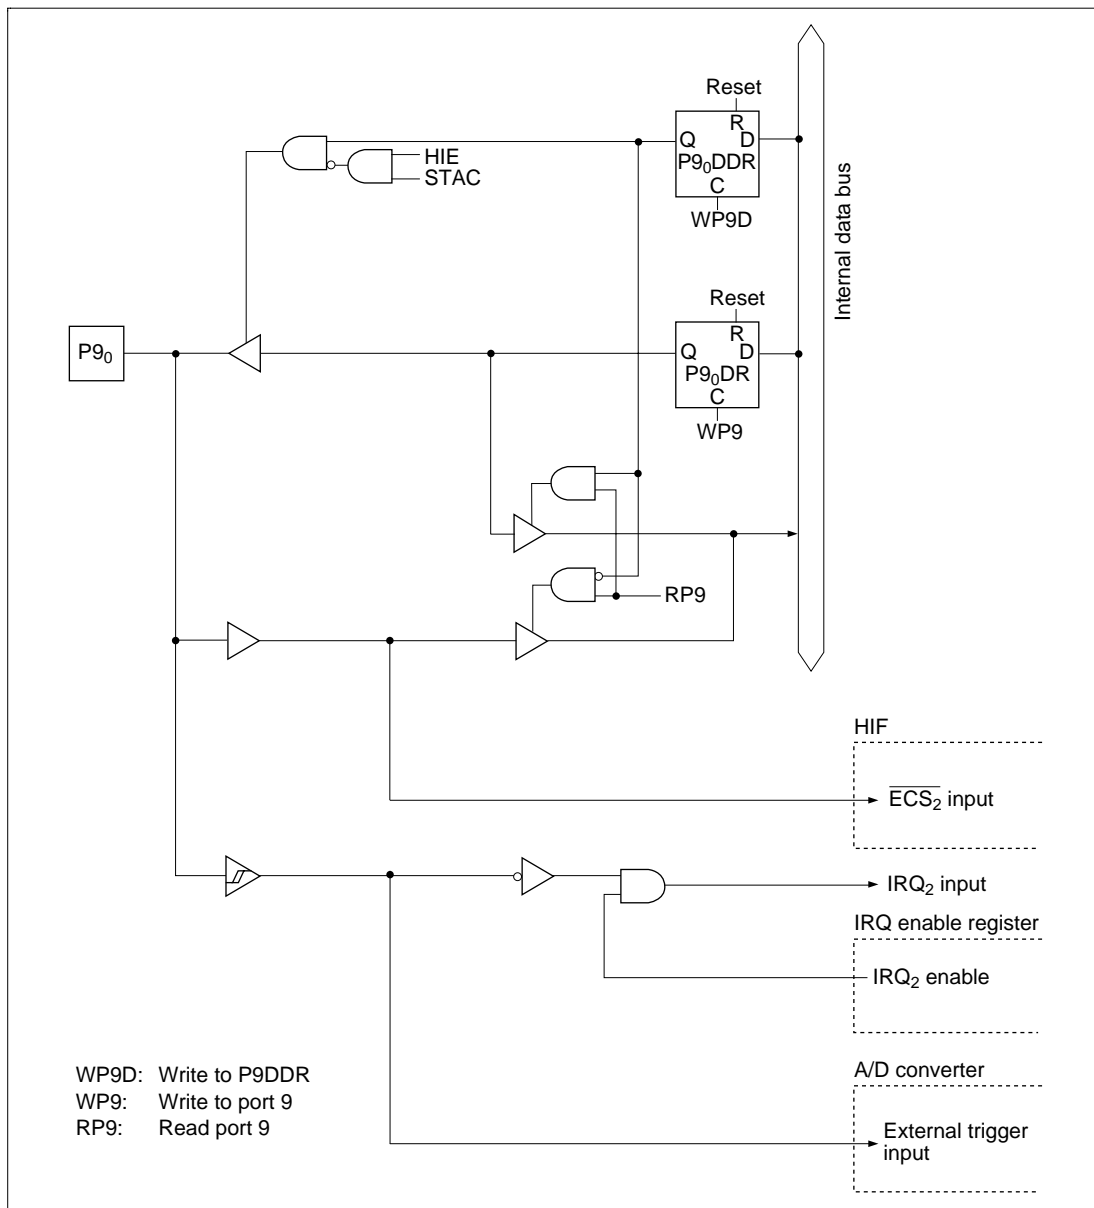 Reset
R
Q D
P9₀DDR
C
WP9D
HIE
STAC
Internal data bus
Reset
R
Q D
P9₀DR
C
WP9
P9₀
RP9
HIF
E̅C̅S̅₂̅ input
IRQ₂ input
IRQ enable register
IRQ₂ enable
A/D converter
External trigger
input
WP9D: Write to P9DDR
WP9: Write to port 9
RP9: Read port 9